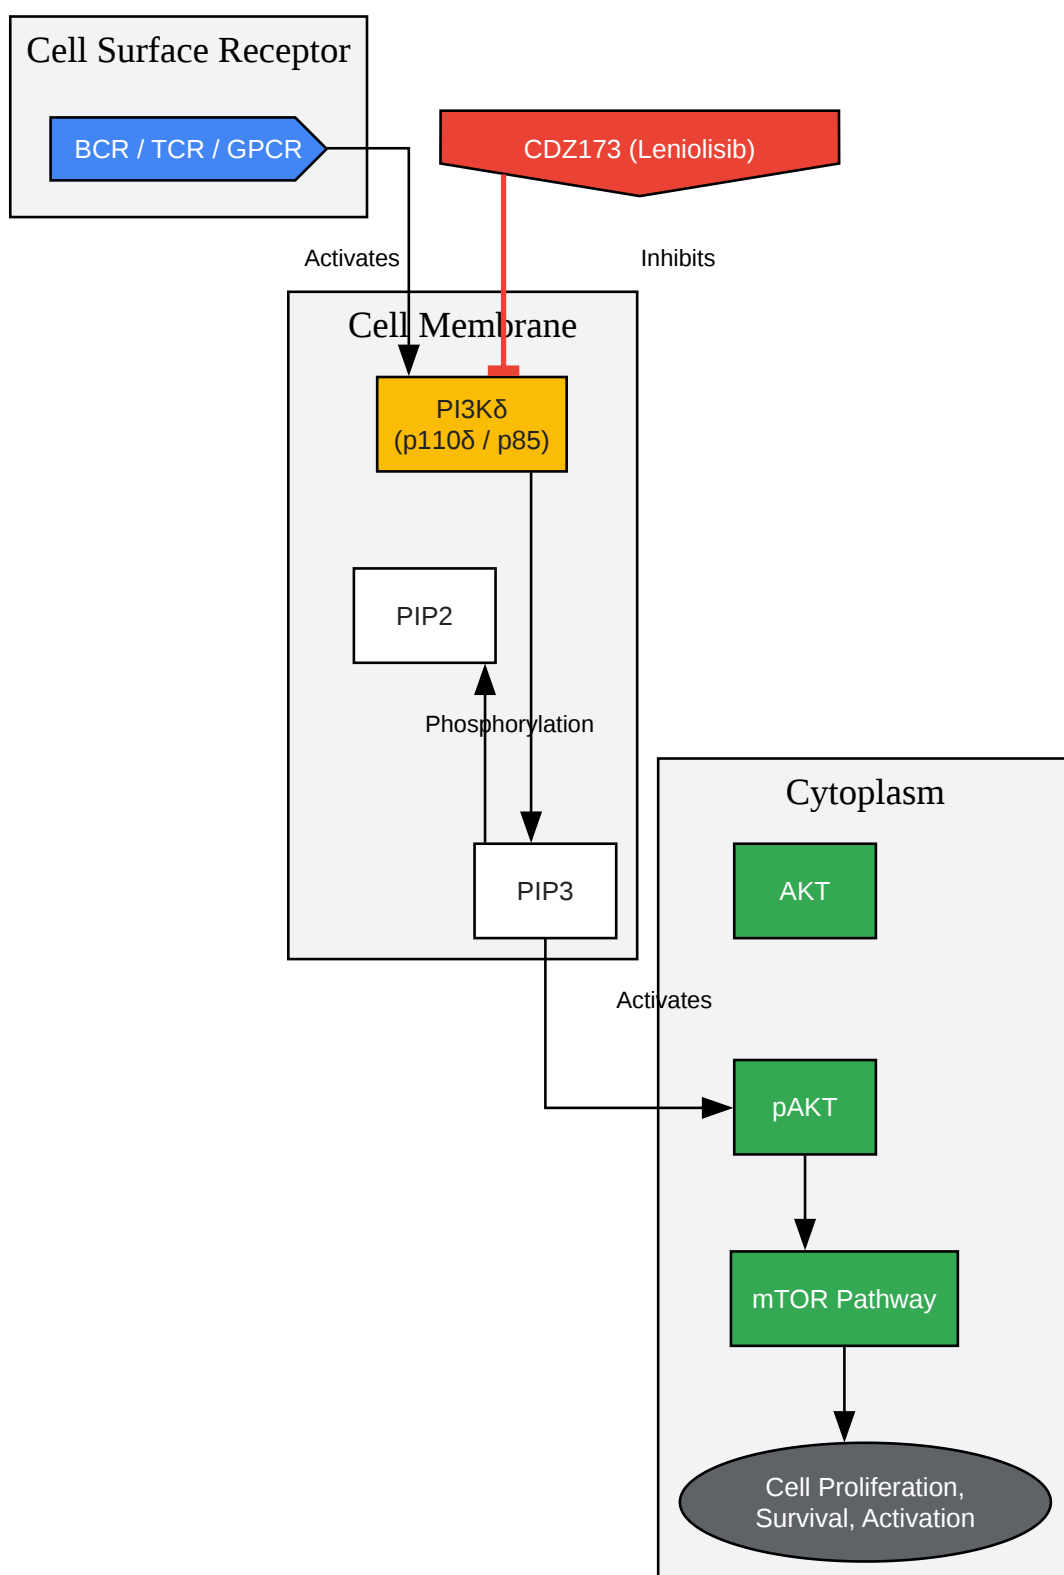 Cell Surface Receptor
BCR / TCR / GPCR
CDZ173 (Leniolisib)
Activates
Inhibits
Cell Membrane
PI3Kδ
(p110δ / p85)
PIP2
Phosphorylation
Cytoplasm
PIP3
AKT
Activates
pAKT
mTOR Pathway
Cell Proliferation,
Survival, Activation